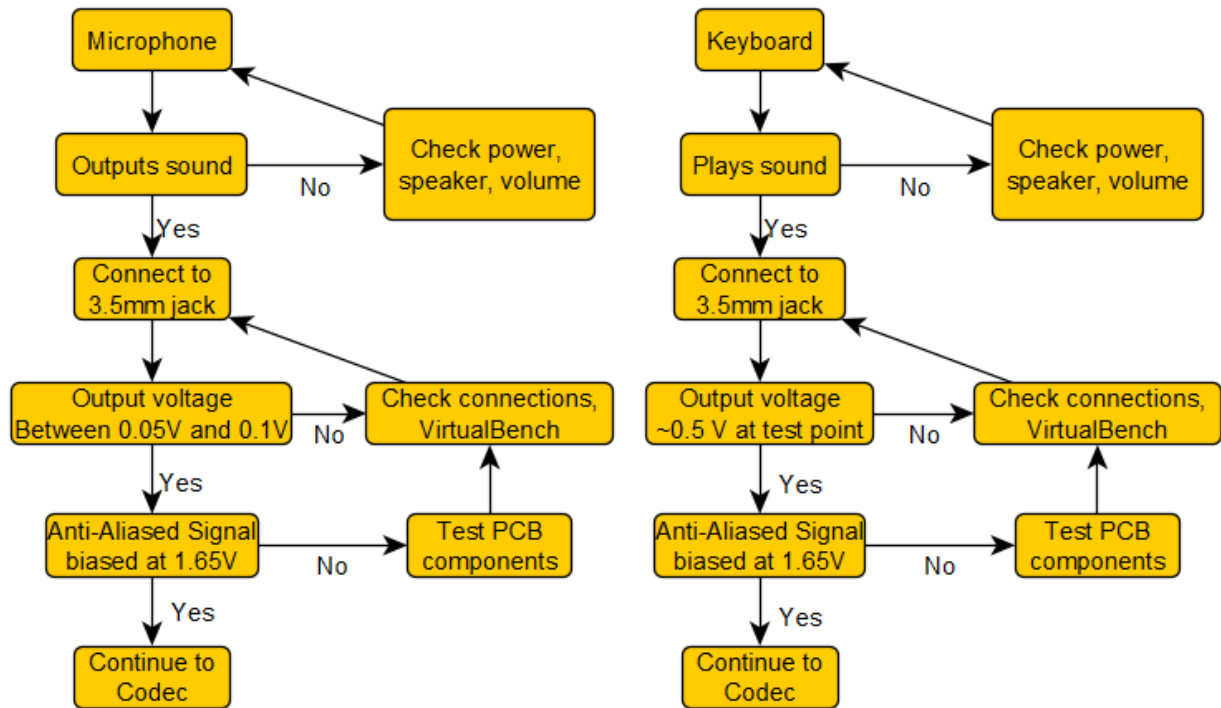 Microphone
Outputs sound
No
Check power,
speaker, volume
Yes
Connect to
3.5mm jack
Output voltage
Between 0.05V and 0.1V
No
Check connections,
VirtualBench
Yes
Anti-Aliased Signal
biased at 1.65V
No
Test PCB
components
Yes
Continue to
Codec
Keyboard
Plays sound
No
Check power,
speaker, volume
Yes
Connect to
3.5mm jack
Output voltage
~0.5 V at test point
No
Check connections,
VirtualBench
Yes
Anti-Aliased Signal
biased at 1.65V
No
Test PCB
components
Yes
Continue to
Codec